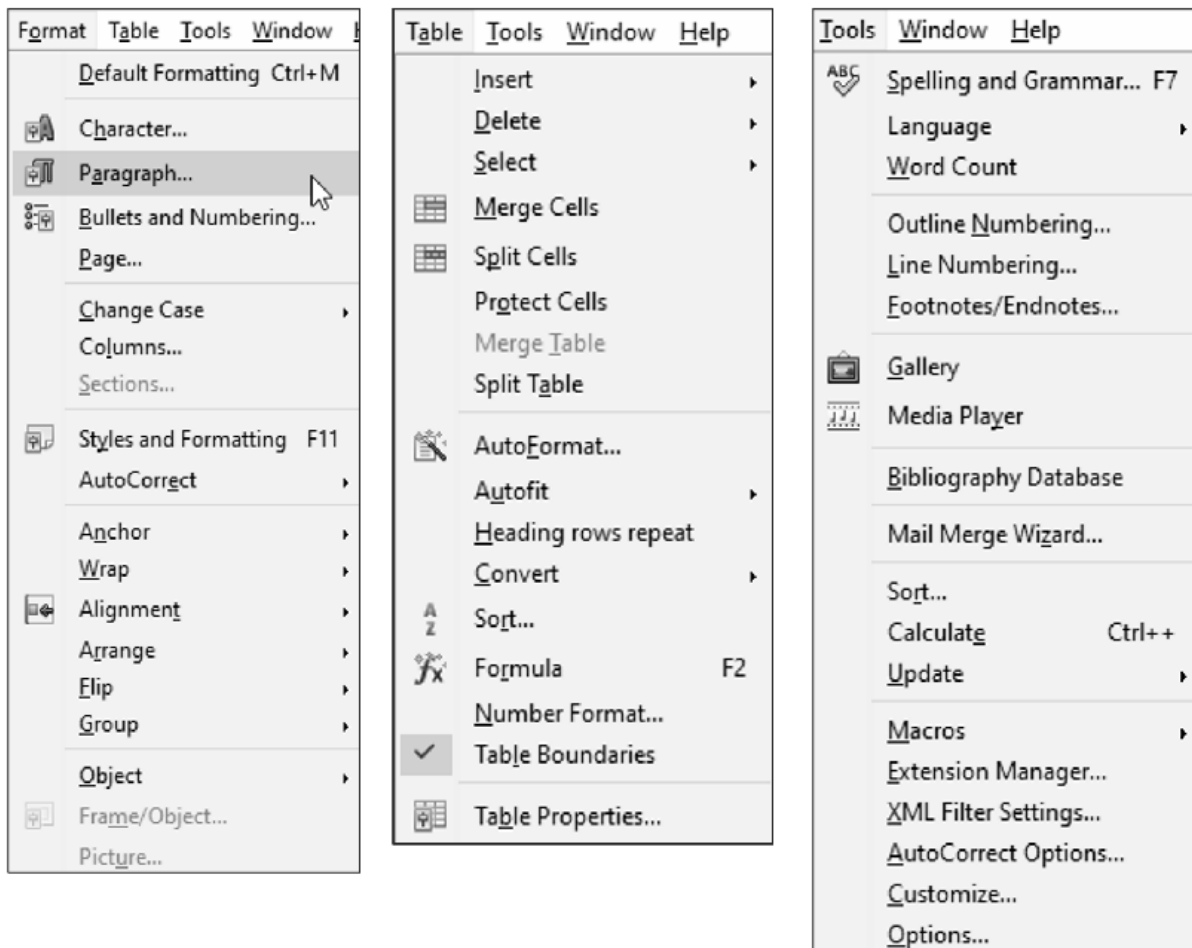 Format Table Tools Window
Default Formatting Ctrl+M
Character...
Paragraph...
Bullets and Numbering...
Page...
Change Case
Columns...
Sections...
Styles and Formatting F11
AutoCorrect
Anchor
Wrap
Alignment
Arrange
Flip
Group
Object
Frame/Object...
Picture...
Table Tools Window Help
Insert
Delete
Select
Merge Cells
Split Cells
Protect Cells
Merge Table
Split Table
AutoFormat...
Autofit
Heading rows repeat
Convert
A
Z
Sort...
fx Formula F2
Number Format...
Table Boundaries
Table Properties...
Tools Window Help
ABC Spelling and Grammar... F7
Language
Word Count
Outline Numbering...
Line Numbering...
Footnotes/Endnotes...
Gallery
Media Player
Bibliography Database
Mail Merge Wizard...
Sort...
Calculate Ctrl++
Update
Macros
Extension Manager...
XML Filter Settings...
AutoCorrect Options...
Customize...
Options...